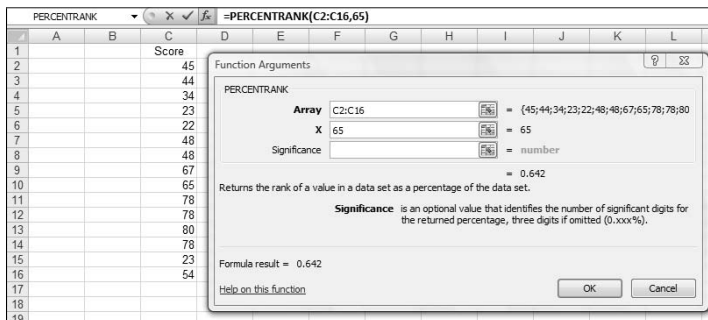 PERCENTRANK =PERCENTRANK(C2:C16,65)
A B C D E F G H I J K L
1 Score
2 45
3 44
4 34
5 23
6 22
7 48
8 48
9 67
10 65
11 78
12 78
13 80
14 78
15 23
16 54
17
18
19
Function Arguments
PERCENTRANK
Array C2:C16 = {45;44;34;23;22;48;48;67;65;78;78;80
X 65 = 65
Significance = number
= 0.642
Returns the rank of a value in a data set as a percentage of the data set.
Significance is an optional value that identifies the number of significant digits for
the returned percentage, three digits if omitted (0.xxx%).
Formula result = 0.642
Help on this function OK Cancel